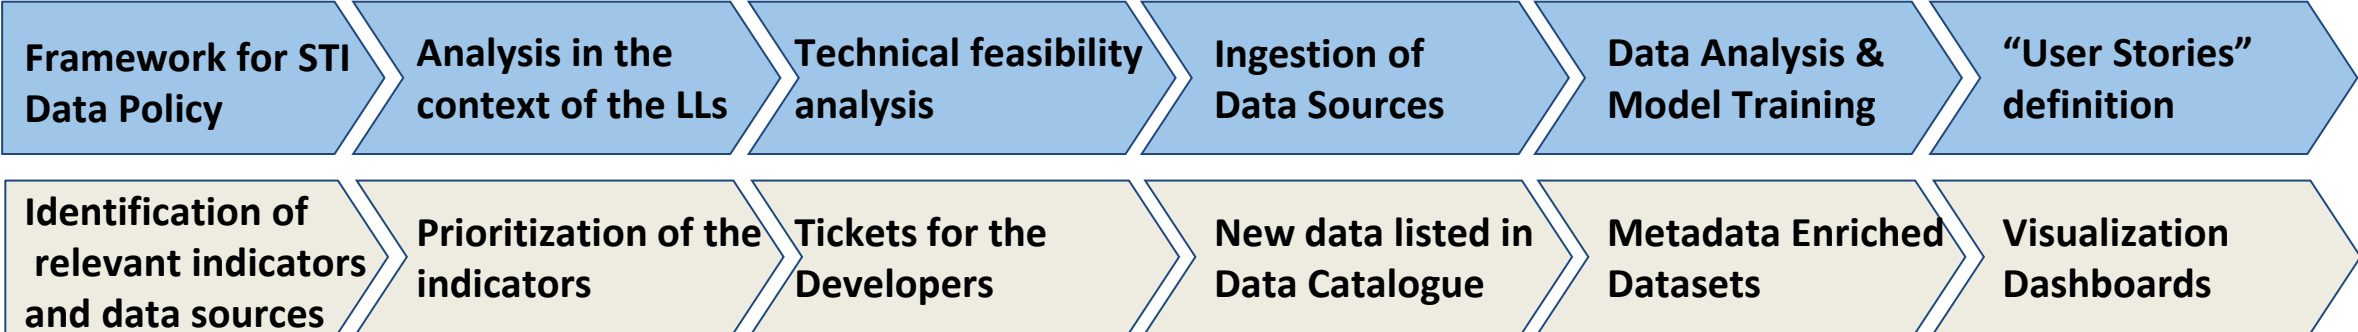 Framework for STI
Data Policy
Analysis in the
context of the LLs
Technical feasibility
analysis
Ingestion of
Data Sources
Data Analysis &
Model Training
“User Stories”
definition
Identification of
relevant indicators
and data sources
Prioritization of the
indicators
Tickets for the
Developers
New data listed in
Data Catalogue
Metadata Enriched
Datasets
Visualization
Dashboards